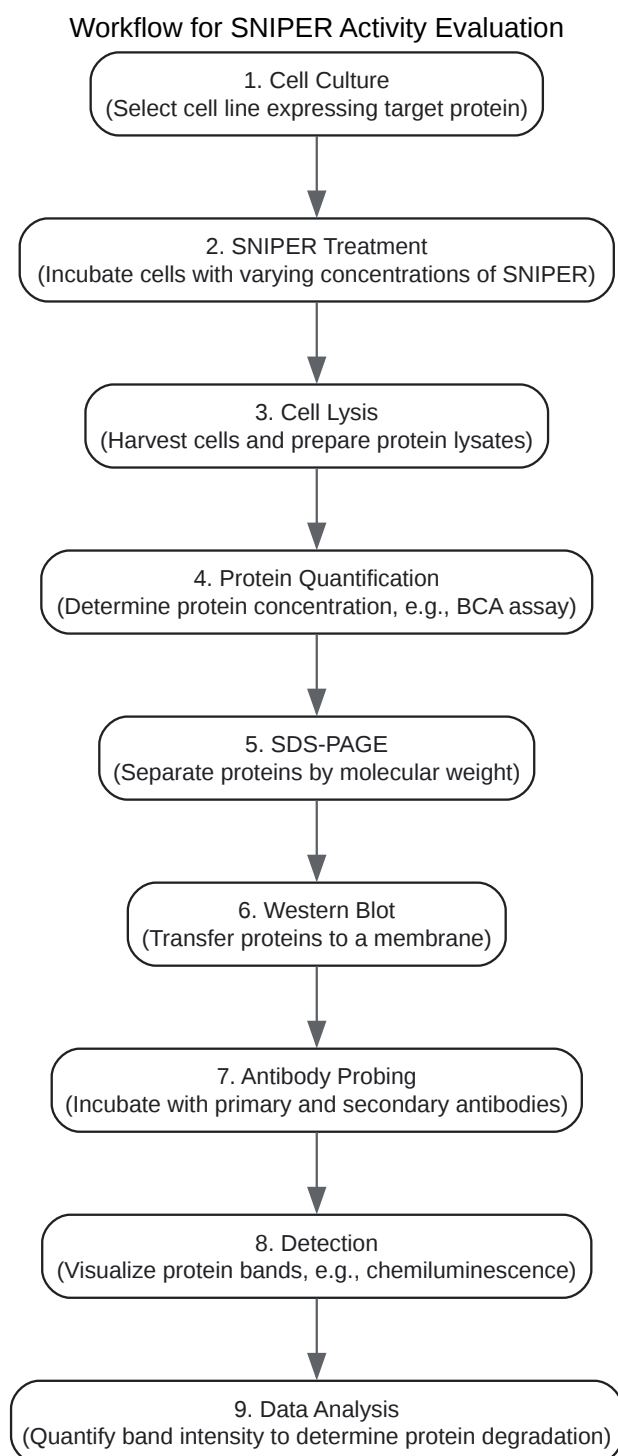 Workflow for SNIPER Activity Evaluation
1. Cell Culture
(Select cell line expressing target protein)
2. SNIPER Treatment
(Incubate cells with varying concentrations of SNIPER)
3. Cell Lysis
(Harvest cells and prepare protein lysates)
4. Protein Quantification
(Determine protein concentration, e.g., BCA assay)
5. SDS-PAGE
(Separate proteins by molecular weight)
6. Western Blot
(Transfer proteins to a membrane)
7. Antibody Probing
(Incubate with primary and secondary antibodies)
8. Detection
(Visualize protein bands, e.g., chemiluminescence)
9. Data Analysis
(Quantify band intensity to determine protein degradation)